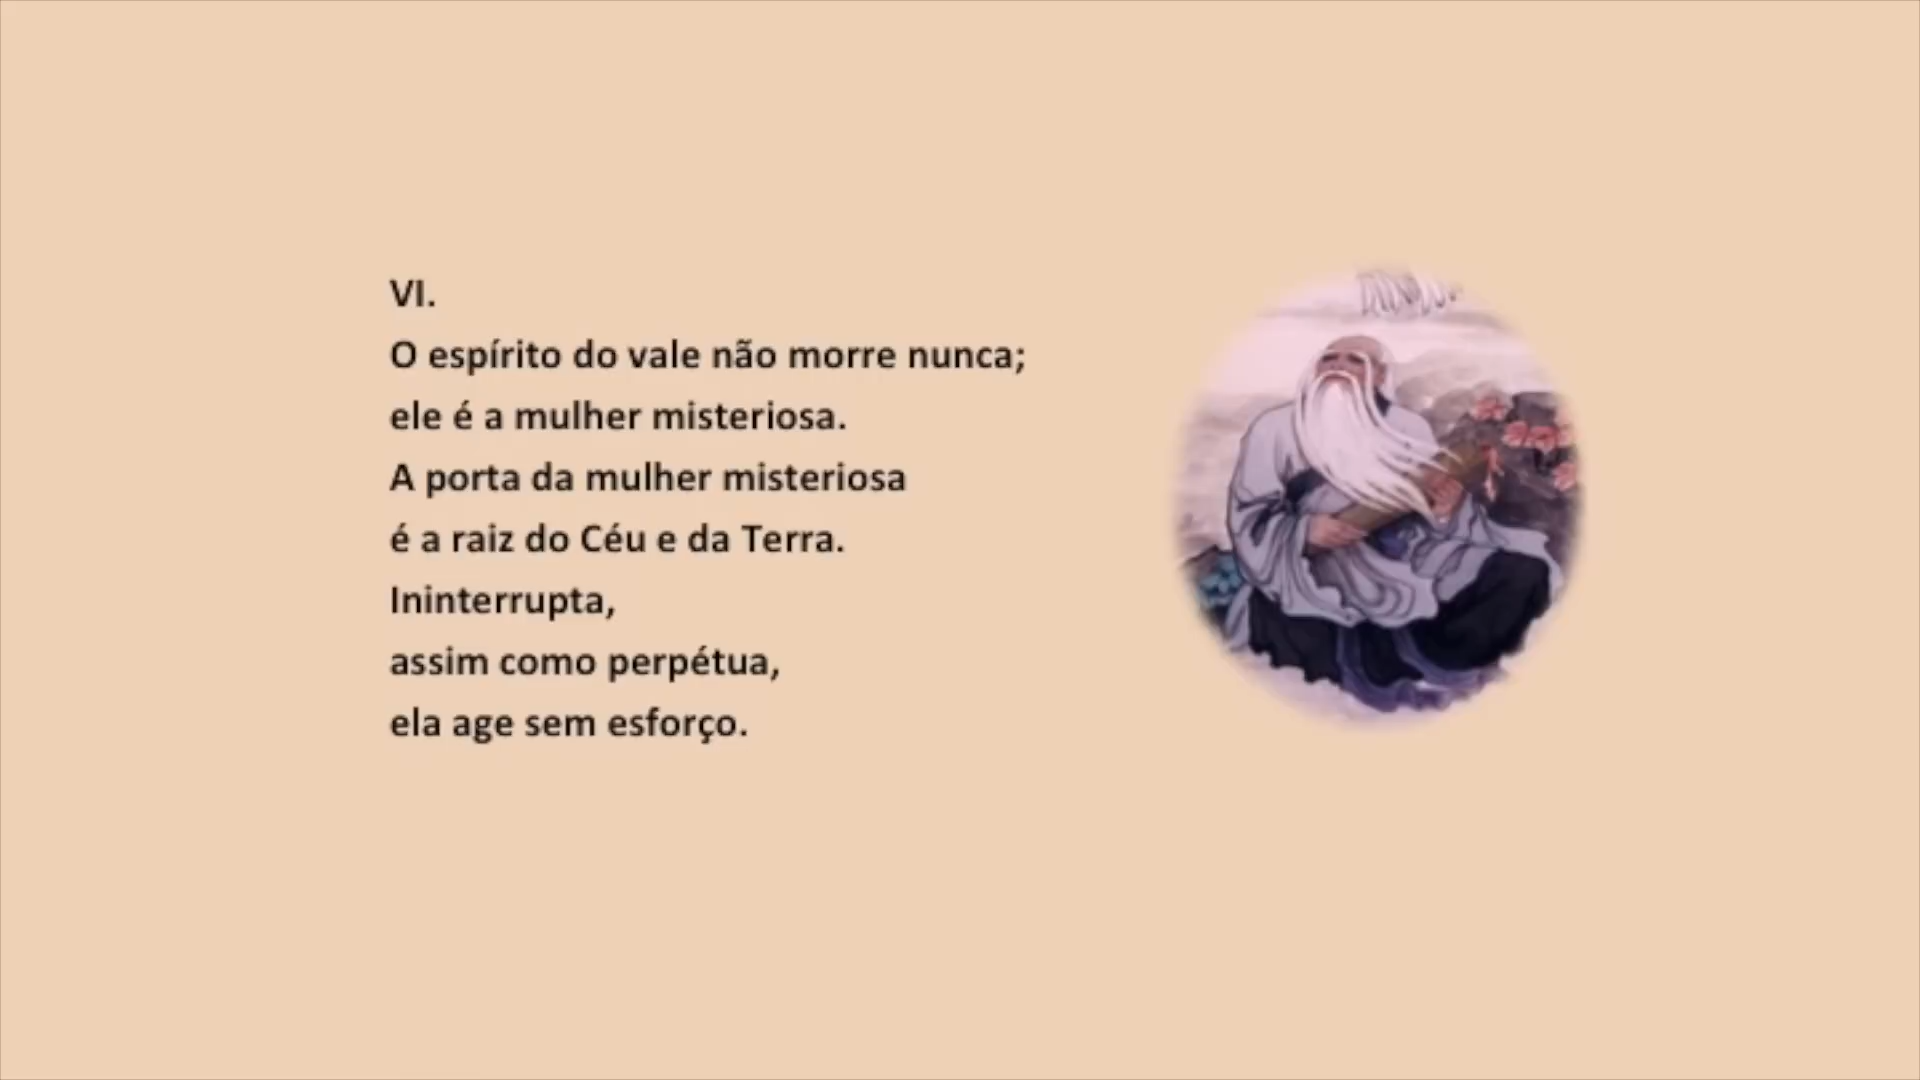 VI.
O espírito do vale não morre nunca;
ele é a mulher misteriosa.
A porta da mulher misteriosa
é a raiz do Céu e da Terra.
Ininterrupta,
assim como perpétua,
ela age sem esforço.